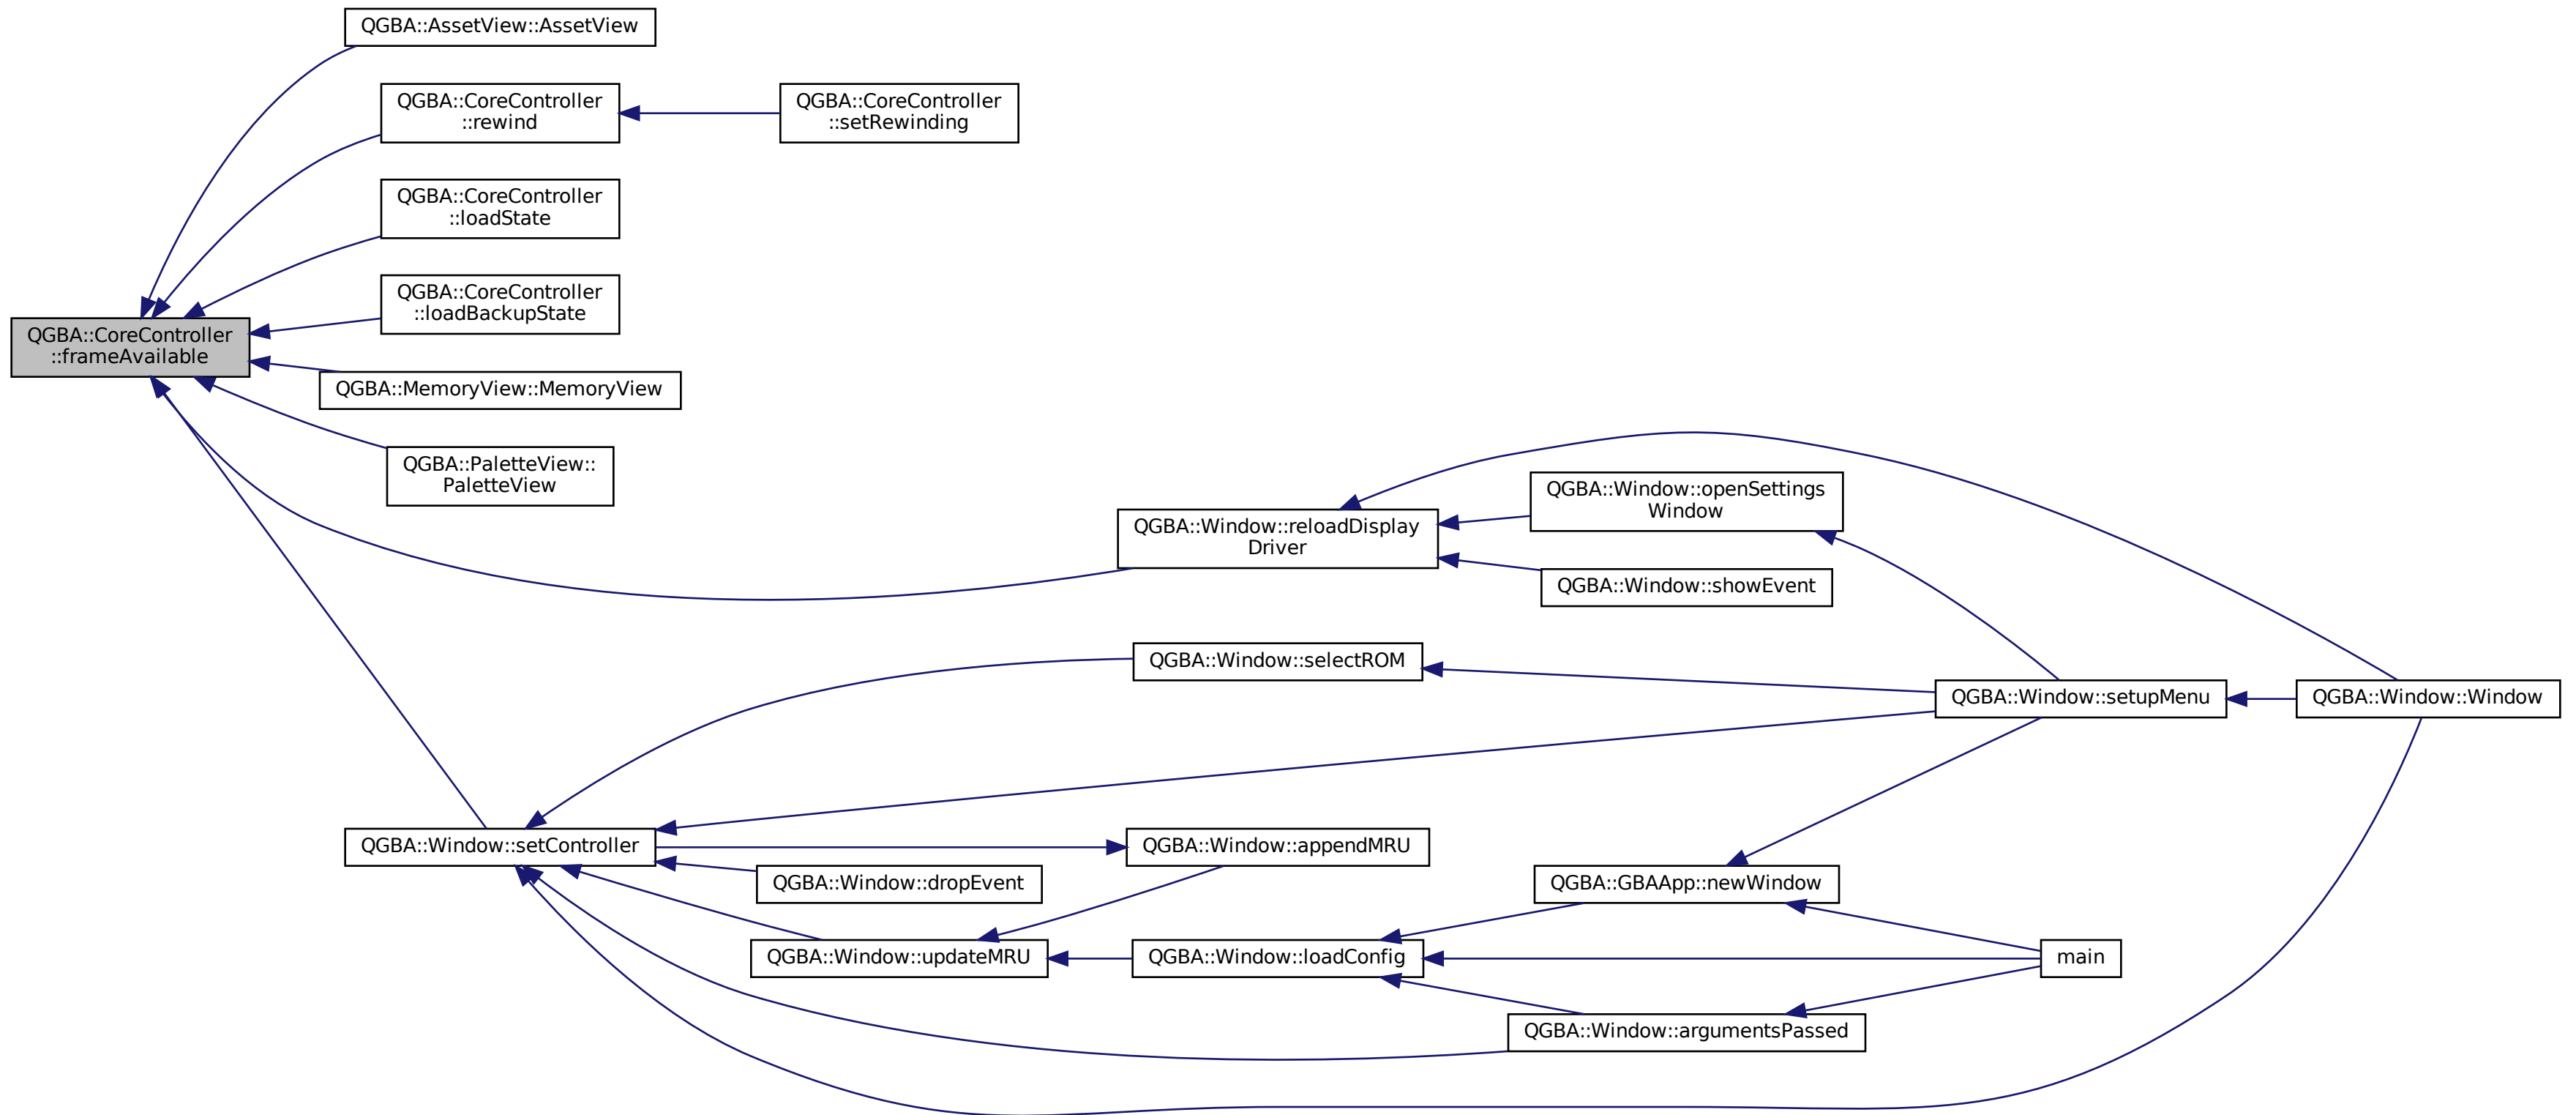 QGBA::AssetView::AssetView
QGBA::CoreController
::rewind
QGBA::CoreController
::setRewinding
QGBA::CoreController
::loadState
QGBA::CoreController
::loadBackupState
QGBA::CoreController
::frameAvailable
QGBA::MemoryView::MemoryView
QGBA::PaletteView::
PaletteView
QGBA::Window::reloadDisplay
Driver
QGBA::Window::openSettings
Window
QGBA::Window::showEvent
QGBA::Window::selectROM
QGBA::Window::setupMenu
QGBA::Window::Window
QGBA::Window::setController
QGBA::Window::appendMRU
QGBA::Window::dropEvent
QGBA::GBAApp::newWindow
QGBA::Window::updateMRU
QGBA::Window::loadConfig
main
QGBA::Window::argumentsPassed